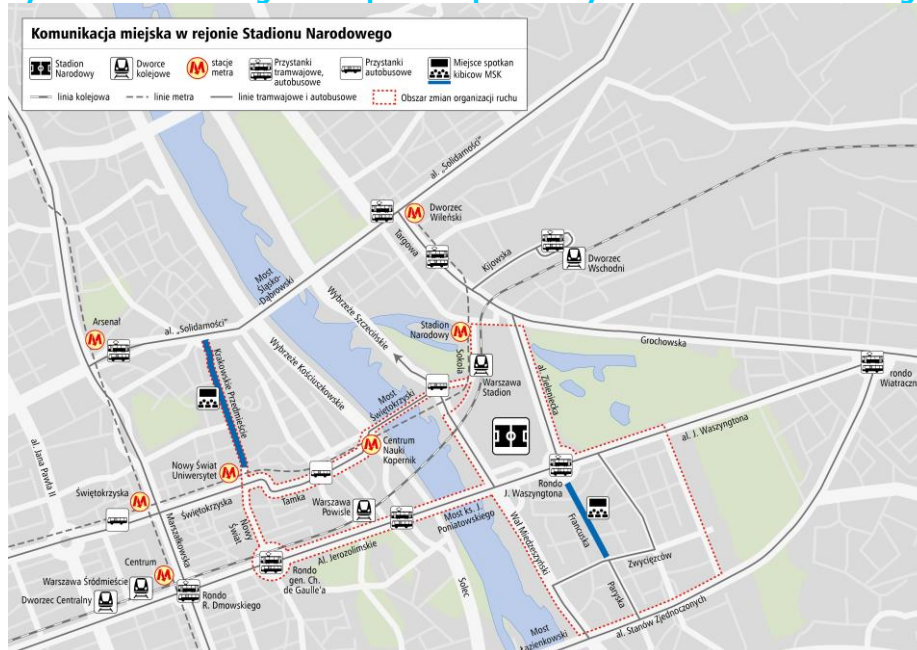 Komunikacja miejska w rejonie Stadionu Narodowego
Stadion
Narodowy
Dworce
kolejowe
stacje
metra
Przystanki
tramwajowe,
autobusowe
Przystanki
autobusowe
Miejsce spotkan
kibicow MSK
linia kolejowa
linie metra
linie tramwajowe i autobusowe
Obszar zmian organizacji ruchu
al. „Solidarności”
Dworzec
Wileński
Targowa
Kijowska
Dworzec
Wschodni
Most
Śląsko-
Dąbrowski
Wybrzeże Szczecińskie
Arsenał
al. „Solidarności”
Stadion
Narodowy
Sokola
Grochowska
Wybrzeże Kościuszkowskie
Krakowskie Przedmieście
Warszawa
Stadion
al. Zieleniecka
rondo
Wiatraczn
Most
Świętokrzyski
al. J. Waszyngtona
al. Jana Pawła II
Centrum
Nauki
Kopernik
Nowy Świat
Uniwersytet
Rondo
J. Waszyngtona
Świętokrzyska
Świętokrzyska
Tamka
Warszawa
Powisle
Most ks. J.
Poniatowskiego
Francuska
Marszałkowska
Nowy
Świat
Al. Jerozolimskie
Wał Miedzeszyński
Zwycięzców
Centrum
Rondo
gen. Ch.
de Gaulle'a
Warszawa Śródmieście
Dworzec Centralny
Rondo
R. Dmowskiego
Solec
Paryska
al. Stanów Zjednoczonych
Most
Łazienkowski